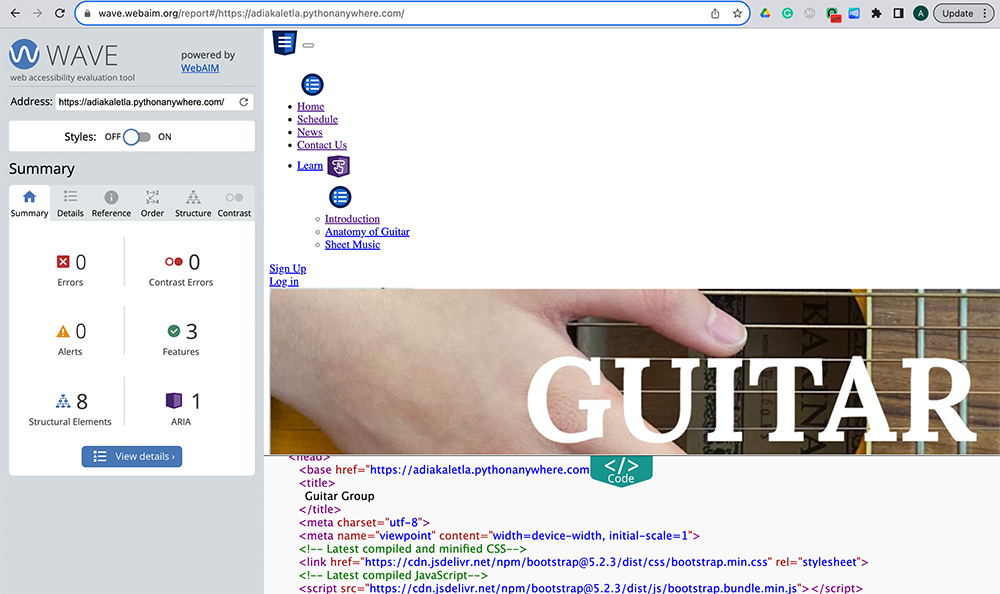 wave.webaim.org/report#/https://adiakaletla.pythonanywhere.com/
A
Update
off
WAVE
web accessibility evaluation tool
powered by
WebAIM
Address: https://adiakaletla.pythonanywhere.com/
Styles: OFF ON
Summary
Summary Details Reference Order Structure Contrast
0 Errors
0 Contrast Errors
0 Alerts
3 Features
8 Structural Elements
1 ARIA
View details ›
Home
Schedule
News
Contact Us
Learn
Introduction
Anatomy of Guitar
Sheet Music
Sign Up
Log in
GUITAR
</> Code
<head>
<base href="https://adiakaletla.pythonanywhere.com
<title>
Guitar Group
</title>
<meta charset="utf-8">
<meta name="viewport" content="width=device-width, initial-scale=1">
<!-- Latest compiled and minified CSS-->
<link href="https://cdn.jsdelivr.net/npm/bootstrap@5.2.3/dist/css/bootstrap.min.css" rel="stylesheet">
<!-- Latest compiled JavaScript-->
<script src="https://cdn.jsdelivr.net/npm/bootstrap@5.2.3/dist/js/bootstrap.bundle.min.js"></script>